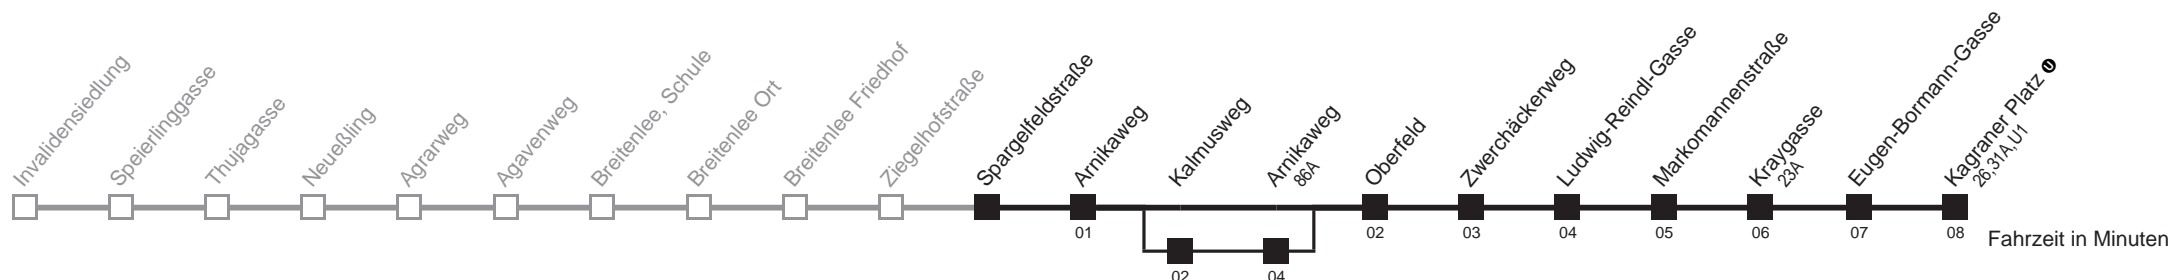 Invalidensiedlung
Speierlinggasse
Thujagasse
Neueßling
Agrarweg
Agavenweg
Breitenlee, Schule
Breitenlee Ort
Breitenlee Friedhof
Ziegelhofstraße
Spargelfeldstraße
Arnikaweg
Kalmusweg
Arnikaweg
86A
Oberfeld
Zwerchäckerweg
Ludwig-Reindl-Gasse
Markomannenstraße
Kraygasse
23A
Eugen-Bormann-Gasse
Kagraner Platz U
26,31A,U1
01
02
03
04
05
06
07
08
Fahrzeit in Minuten
02
04